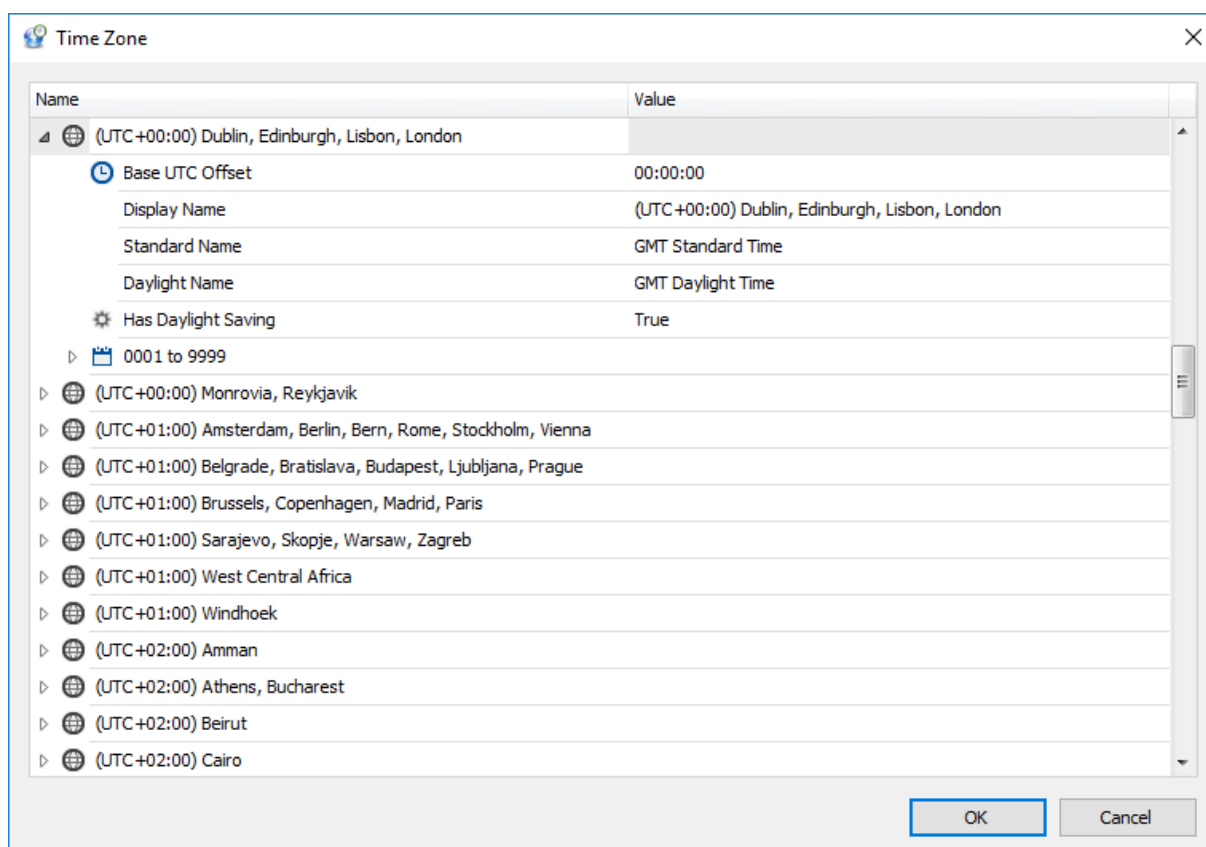 Time Zone
Name Value
(UTC+00:00) Dublin, Edinburgh, Lisbon, London
Base UTC Offset 00:00:00
Display Name (UTC+00:00) Dublin, Edinburgh, Lisbon, London
Standard Name GMT Standard Time
Daylight Name GMT Daylight Time
Has Daylight Saving True
0001 to 9999
(UTC+00:00) Monrovia, Reykjavik
(UTC+01:00) Amsterdam, Berlin, Bern, Rome, Stockholm, Vienna
(UTC+01:00) Belgrade, Bratislava, Budapest, Ljubljana, Prague
(UTC+01:00) Brussels, Copenhagen, Madrid, Paris
(UTC+01:00) Sarajevo, Skopje, Warsaw, Zagreb
(UTC+01:00) West Central Africa
(UTC+01:00) Windhoek
(UTC+02:00) Amman
(UTC+02:00) Athens, Bucharest
(UTC+02:00) Beirut
(UTC+02:00) Cairo
OK Cancel